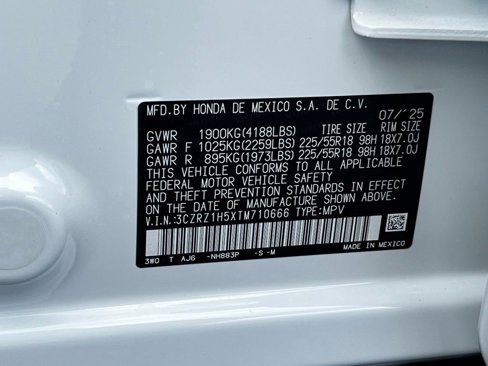 MFD.BY HONDA DE MEXICO S.A. DE C.V.
07/'25
GVWR 1900KG(4188LBS) TIRE SIZE RIM SIZE
GAWR F 1025KG(2259LBS) 225/55R18 98H 18X7.0J
GAWR R 895KG(1973LBS) 225/55R18 98H 18X7.0J
THIS VEHICLE CONFORMS TO ALL APPLICABLE
FEDERAL MOTOR VEHICLE SAFETY
AND THEFT PREVENTION STANDARDS IN EFFECT
ON THE DATE OF MANUFACTURE SHOWN ABOVE.
V.I.N.:3CZRZ1H5XTM710666 TYPE:MPV
3W0 T AJ6 -NH883P -S -M MADE IN MEXICO